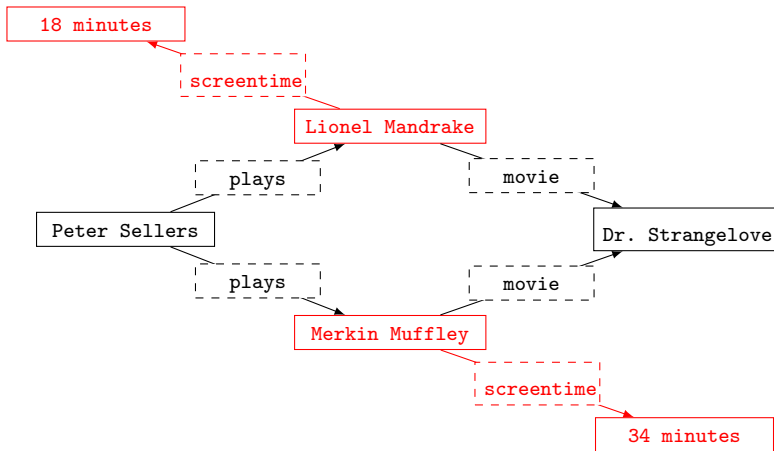 18 minutes
screentime
Lionel Mandrake
plays
movie
Peter Sellers
Dr. Strangelove
plays
movie
Merkin Muffley
screentime
34 minutes